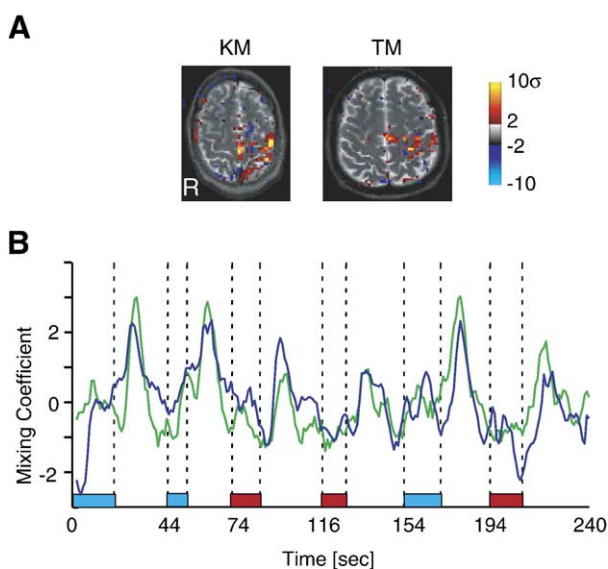 A
KM
TM
R
10σ
2
-2
-10
B
Mixing Coefficient
2
0
-2
0
44
74
116
154
194
240
Time [sec]